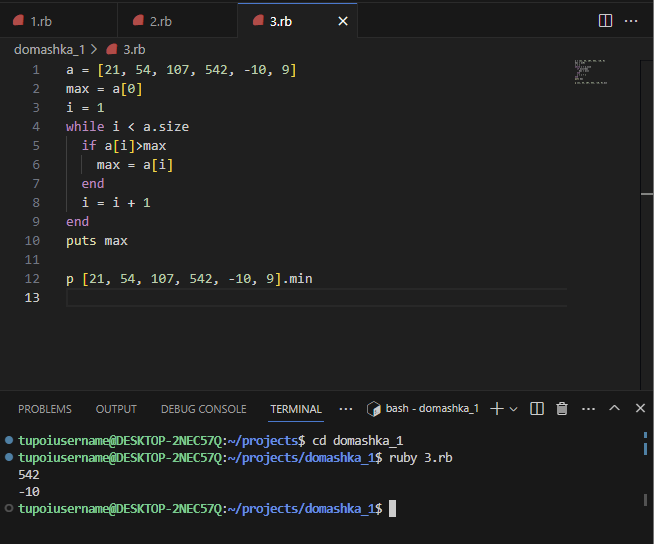 1.rb 2.rb 3.rb
domashka_1 > 3.rb
1 a = [21, 54, 107, 542, -10, 9]
2 max = a[0]
3 i = 1
4 while i < a.size
5   if a[i]>max
6     max = a[i]
7   end
8   i = i + 1
9 end
10 puts max
11
12 p [21, 54, 107, 542, -10, 9].min
13
PROBLEMS OUTPUT DEBUG CONSOLE TERMINAL ... bash - domashka_1
tupoiusername@DESKTOP-2NEC57Q:~/projects$ cd domashka_1
tupoiusername@DESKTOP-2NEC57Q:~/projects/domashka_1$ ruby 3.rb
542
-10
tupoiusername@DESKTOP-2NEC57Q:~/projects/domashka_1$